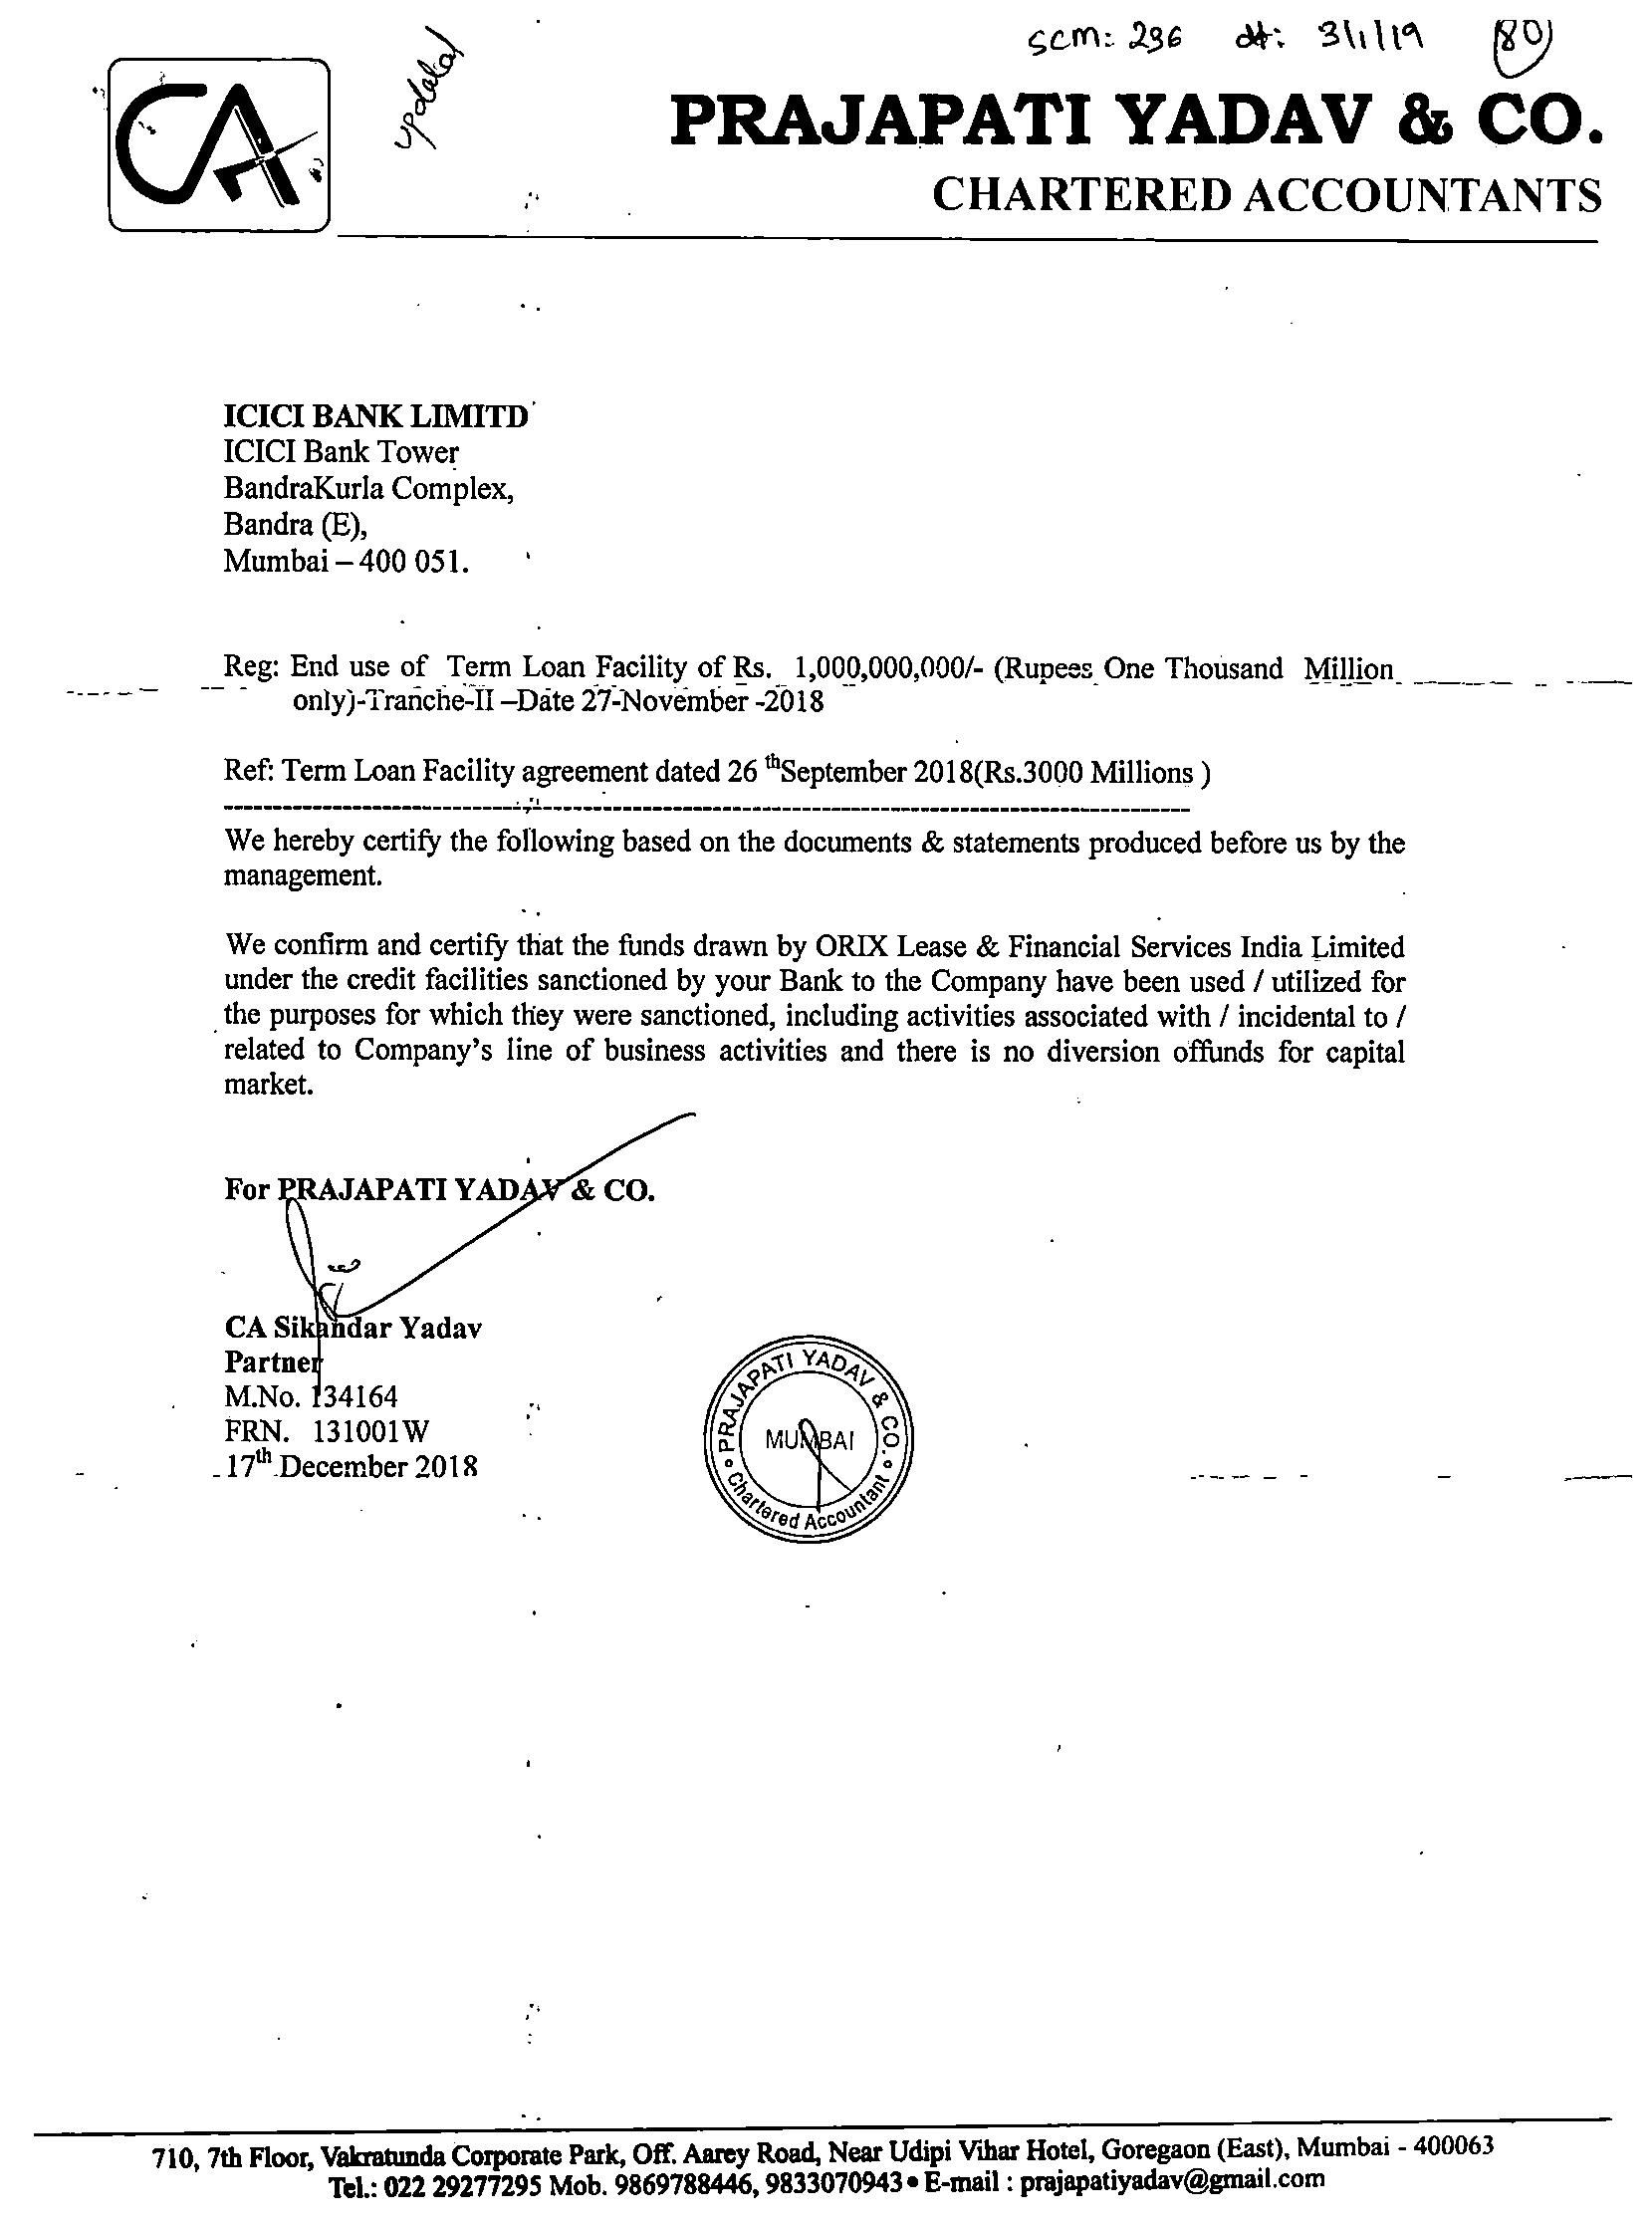 scm: 296 dt: 3\1\19 80
updated
CA
PRAJAPATI YADAV & CO.
CHARTERED ACCOUNTANTS
ICICI BANK LIMITD
ICICI Bank Tower
BandraKurla Complex,
Bandra (E),
Mumbai – 400 051.
Reg: End use of Term Loan Facility of Rs. 1,000,000,000/- (Rupees One Thousand Million
only)-Tranche-II –Date 27-November -2018
Ref: Term Loan Facility agreement dated 26 thSeptember 2018(Rs.3000 Millions )
We hereby certify the following based on the documents & statements produced before us by the
management.
We confirm and certify that the funds drawn by ORIX Lease & Financial Services India Limited
under the credit facilities sanctioned by your Bank to the Company have been used / utilized for
the purposes for which they were sanctioned, including activities associated with / incidental to /
related to Company's line of business activities and there is no diversion offunds for capital
market.
For PRAJAPATI YADAV & CO.
CA Sikandar Yadav
Partner
M.No. 134164
FRN. 131001W
17th December 2018
PRAJAPATI YADAV & CO.
MUMBAI
Chartered Accountant
710, 7th Floor, Vakratunda Corporate Park, Off. Aarey Road, Near Udipi Vihar Hotel, Goregaon (East), Mumbai - 400063
Tel.: 022 29277295 Mob. 9869788446, 9833070943 • E-mail : prajapatiyadav@gmail.com